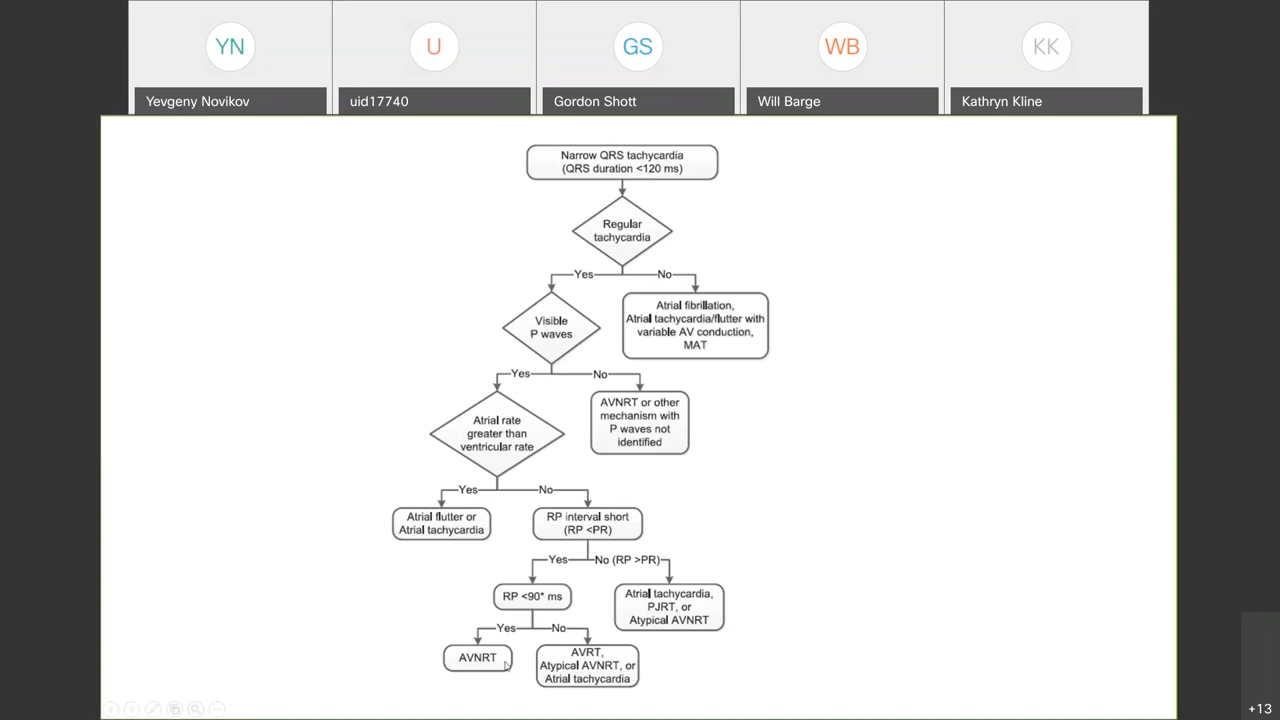 YN
U
GS
WB
KK
Yevgeny Novikov
uid17740
Gordon Shott
Will Barge
Kathryn Kline
Narrow QRS tachycardia
(QRS duration <120 ms)
Regular
tachycardia
Yes
No
Visible
P waves
Atrial fibrillation,
Atrial tachycardia/flutter with
variable AV conduction,
MAT
Yes
No
Atrial rate
greater than
ventricular rate
AVNRT or other
mechanism with
P waves not
identified
Yes
No
Atrial flutter or
Atrial tachycardia
RP interval short
(RP <PR)
Yes
No (RP >PR)
RP <90* ms
Atrial tachycardia,
PJRT, or
Atypical AVNRT
Yes
No
AVNRT
AVRT,
Atypical AVNRT, or
Atrial tachycardia
+13